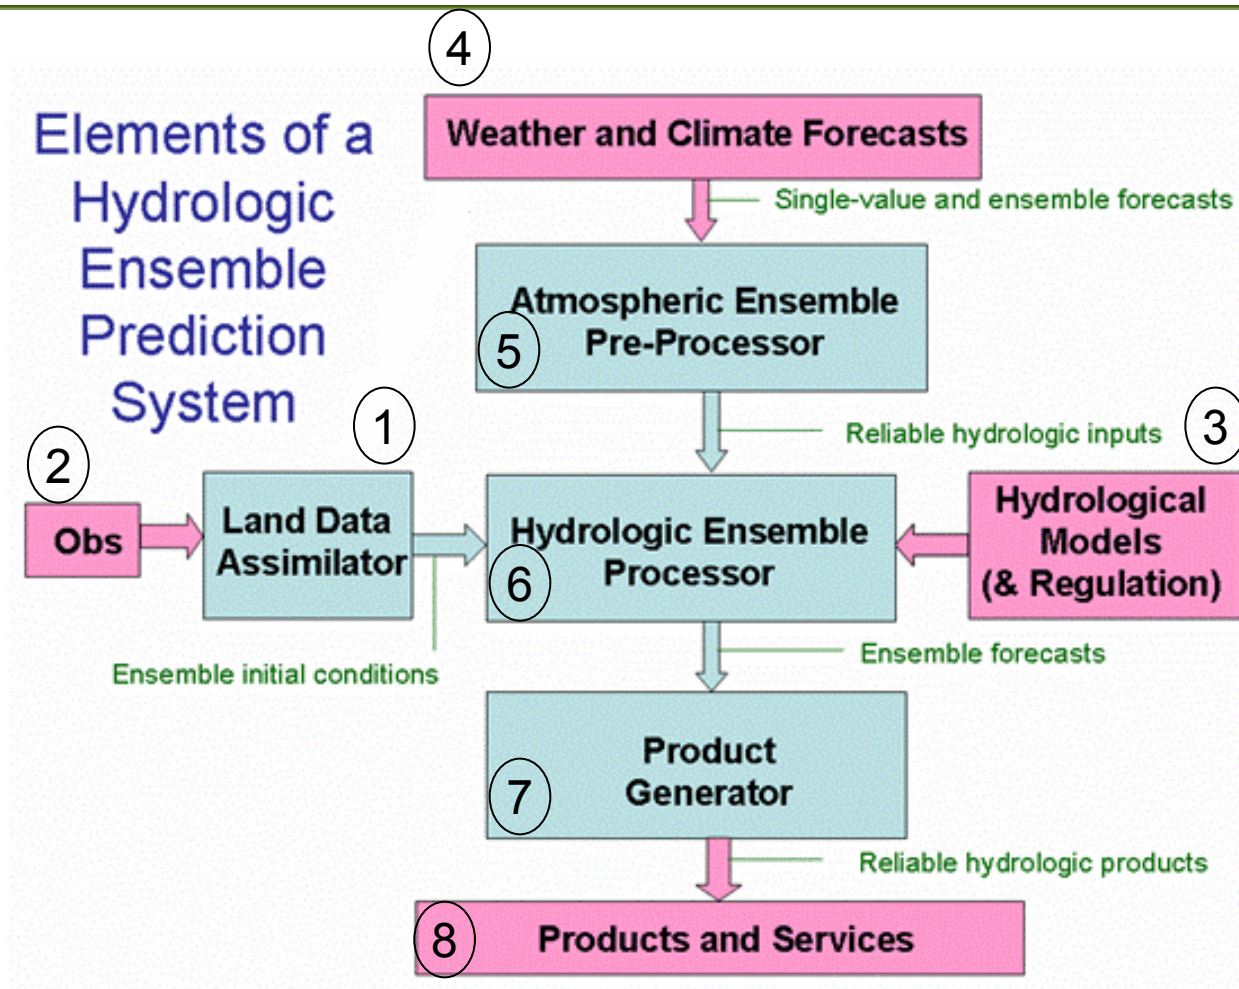 4
Elements of a
Hydrologic
Ensemble
Prediction
System
Weather and Climate Forecasts
Single-value and ensemble forecasts
Atmospheric Ensemble
Pre-Processor
5
Reliable hydrologic inputs
1
2
3
Obs
Land Data
Assimilator
Hydrologic Ensemble
Processor
6
Hydrological
Models
(& Regulation)
Ensemble initial conditions
Ensemble forecasts
Product
Generator
7
Reliable hydrologic products
8
Products and Services